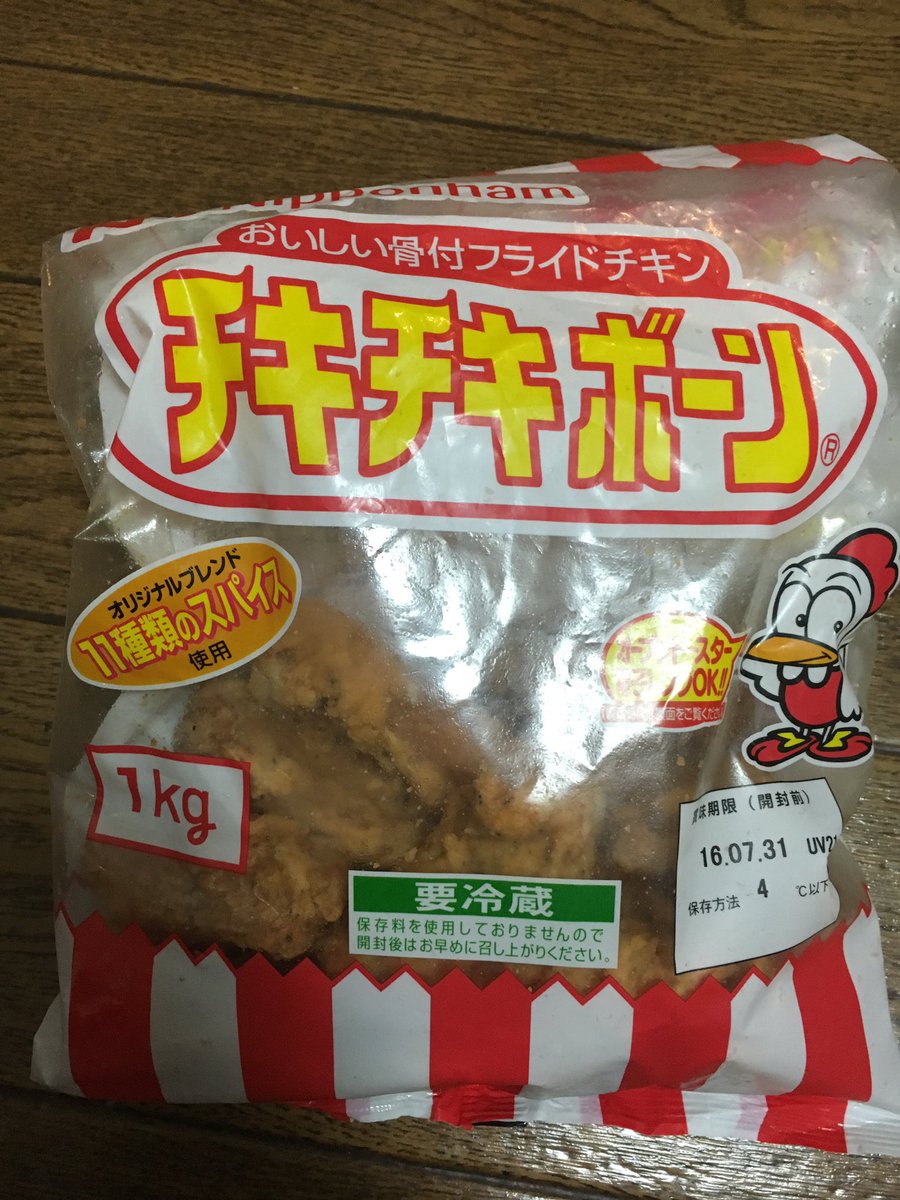 Nipponham
おいしい骨付フライドチキン
チキチキボーン
®
オリジナルブレンド
11種類のスパイス
使用
1kg
要冷蔵
保存料を使用しておりませんので
開封後はお早めに召し上がりください。
味期限(開封前)
16.07.31 UV21
保存方法 4 ℃以下